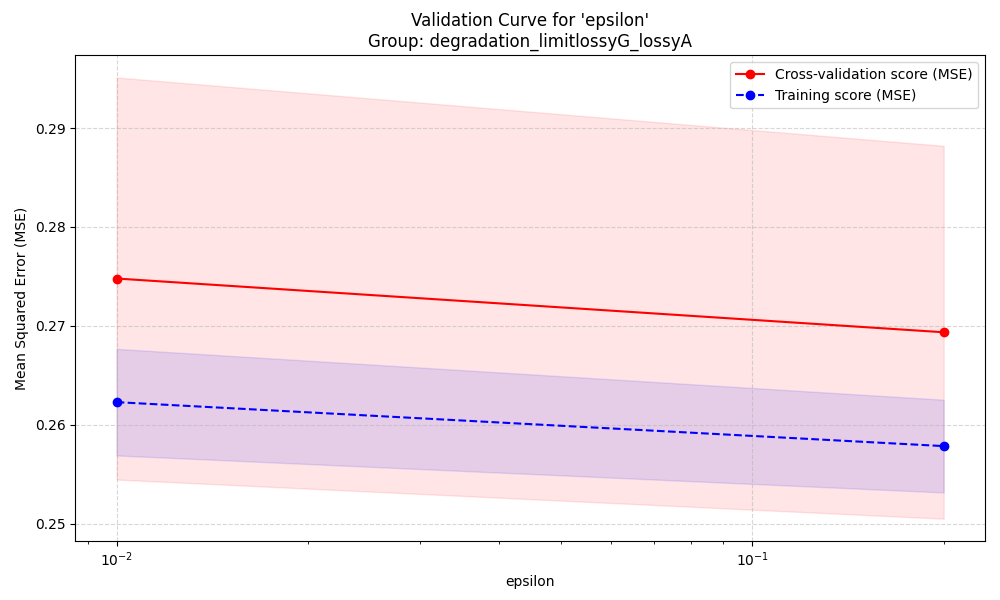 Validation Curve for 'epsilon'
Group: degradation_limitlossyG_lossyA
Cross-validation score (MSE)
Training score (MSE)
Mean Squared Error (MSE)
0.29
0.28
0.27
0.26
0.25
10⁻²
10⁻¹
epsilon